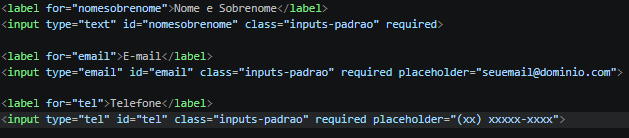 <label for="nomesobrenome">Nome e Sobrenome</label>
<input type="text" id="nomesobrenome" class="inputs-padrao" required>
<label for="email">E-mail</label>
<input type="email" id="email" class="inputs-padrao" required placeholder="seuemail@dominio.com">
<label for="tel">Telefone</label>
<input type="tel" id="tel" class="inputs-padrao" required placeholder="(xx) xxxxx-xxxx">